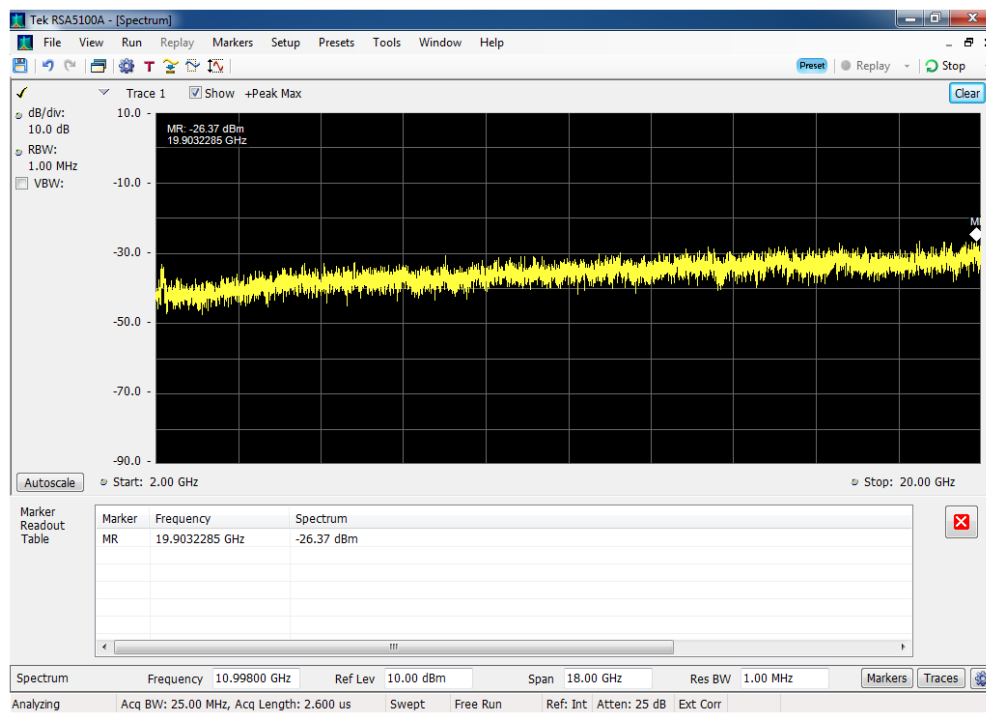 Tek RSA5100A - [Spectrum]
File View Run Replay Markers Setup Presets Tools Window Help
T Preset Replay Stop
Trace 1 Show +Peak Max Clear
dB/div:
10.0 dB
RBW:
1.00 MHz
VBW:
10.0
-10.0
-30.0
-50.0
-70.0
-90.0
MR: -26.37 dBm
19.9032285 GHz
Autoscale Start: 2.00 GHz Stop: 20.00 GHz
Marker
Readout
Table
Marker Frequency Spectrum
MR 19.9032285 GHz -26.37 dBm
Spectrum Frequency 10.99800 GHz Ref Lev 10.00 dBm Span 18.00 GHz Res BW 1.00 MHz Markers Traces
Analyzing Acq BW: 25.00 MHz, Acq Length: 2.600 us Swept Free Run Ref: Int Atten: 25 dB Ext Corr